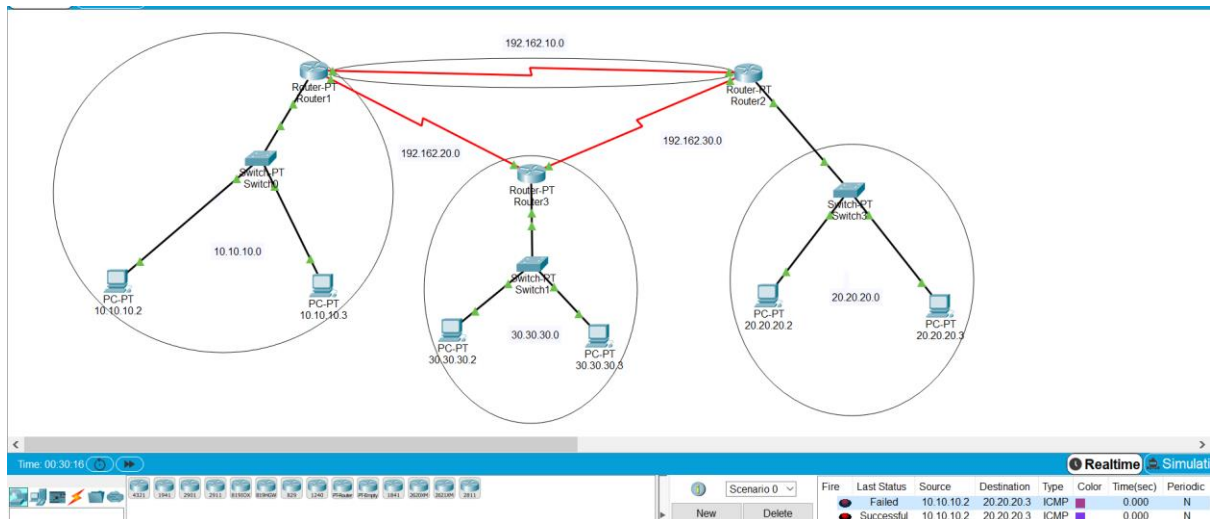 192.162.10.0
Router-PT
Router1
Router-PT
Router2
192.162.20.0
192.162.30.0
Switch-PT
Switch0
Router-PT
Router3
Switch-PT
Switch3
10.10.10.0
Switch-PT
Switch1
PC-PT
10.10.10.2
PC-PT
10.10.10.3
20.20.20.0
PC-PT
20.20.20.2
PC-PT
20.20.20.3
30.30.30.0
PC-PT
30.30.30.2
PC-PT
30.30.30.3
Time: 00:30:16
Realtime
Simulati
4321 1941 2901 2911 819IOX 819HGW 829 1240 PT-Router PT-Empty 1841 2620XM 2621XM 2811
Scenario 0
New Delete
Fire Last Status Source Destination Type Color Time(sec) Periodic
Failed 10.10.10.2 20.20.20.3 ICMP 0.000 N
Successful 10.10.10.2 20.20.20.3 ICMP 0.000 N